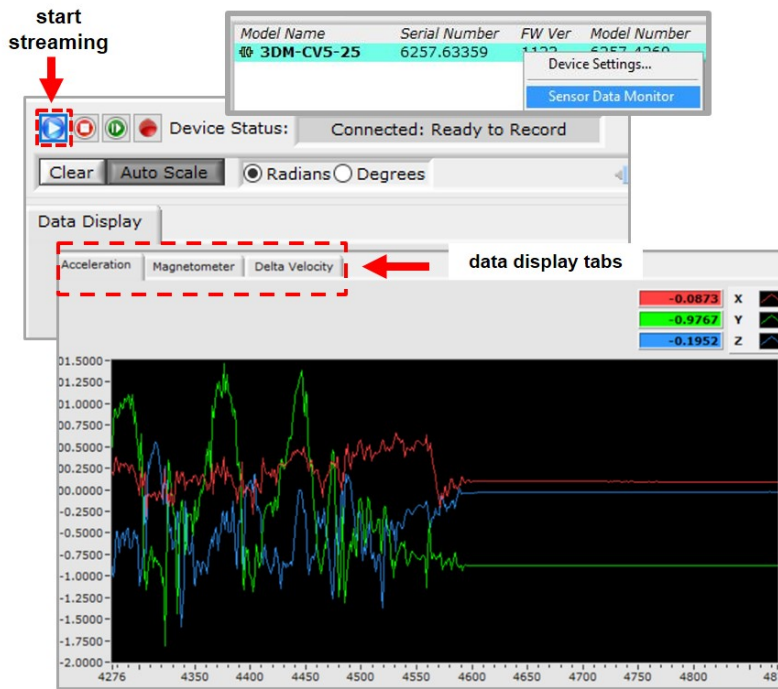 start
streaming
Model Name Serial Number FW Ver Model Number
3DM-CV5-25 6257.63359
Device Settings...
Sensor Data Monitor
Device Status: Connected: Ready to Record
Clear Auto Scale Radians Degrees
Data Display
Acceleration Magnetometer Delta Velocity
data display tabs
-0.0873 X
-0.9767 Y
-0.1952 Z
01.5000
01.2500
01.0000
00.7500
00.5000
00.2500
00.0000
-0.2500
-0.5000
-0.7500
-1.0000
-1.2500
-1.5000
-1.7500
-2.0000
4276 4350 4400 4450 4500 4550 4600 4650 4700 4750 4800